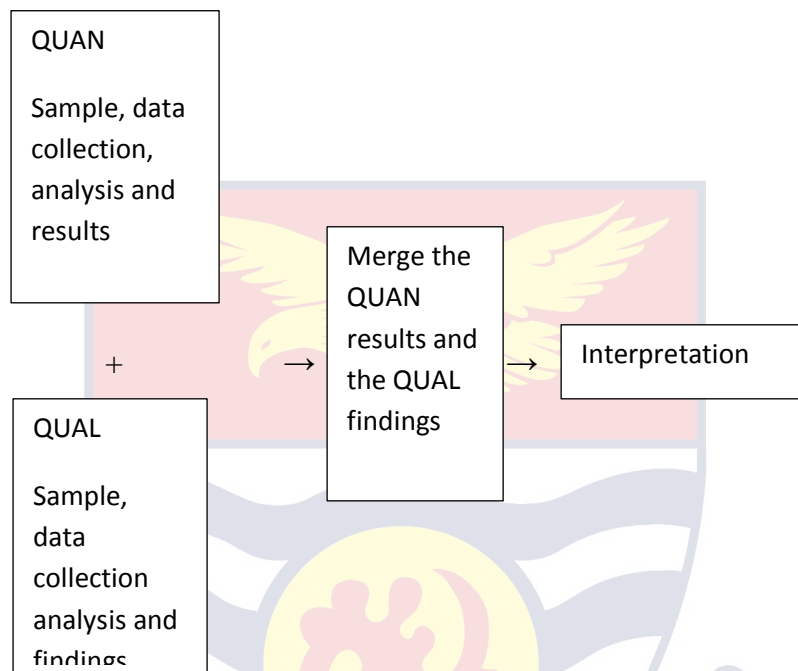 QUAN
Sample, data
collection,
analysis and
results
+
QUAL
Sample,
data
collection
analysis and
findings
→
Merge the
QUAN
results and
the QUAL
findings
→
Interpretation